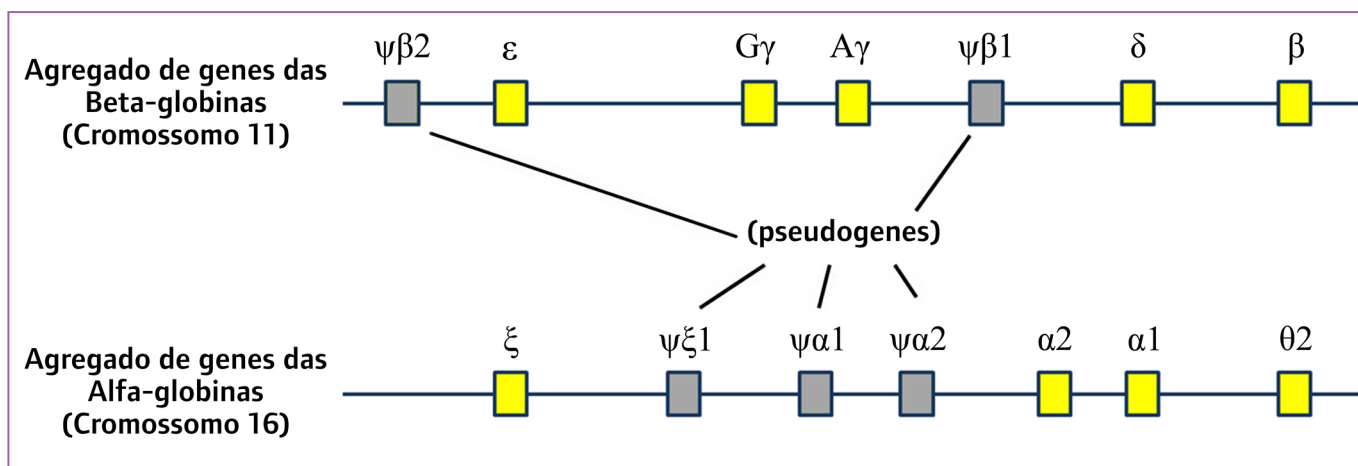 ψβ2 ε Gγ Aγ ψβ1 δ β
Agregado de genes das
Beta-globinas
(Cromossomo 11)
(pseudogenes)
ξ ψξ1 ψα1 ψα2 α2 α1 θ2
Agregado de genes das
Alfa-globinas
(Cromossomo 16)